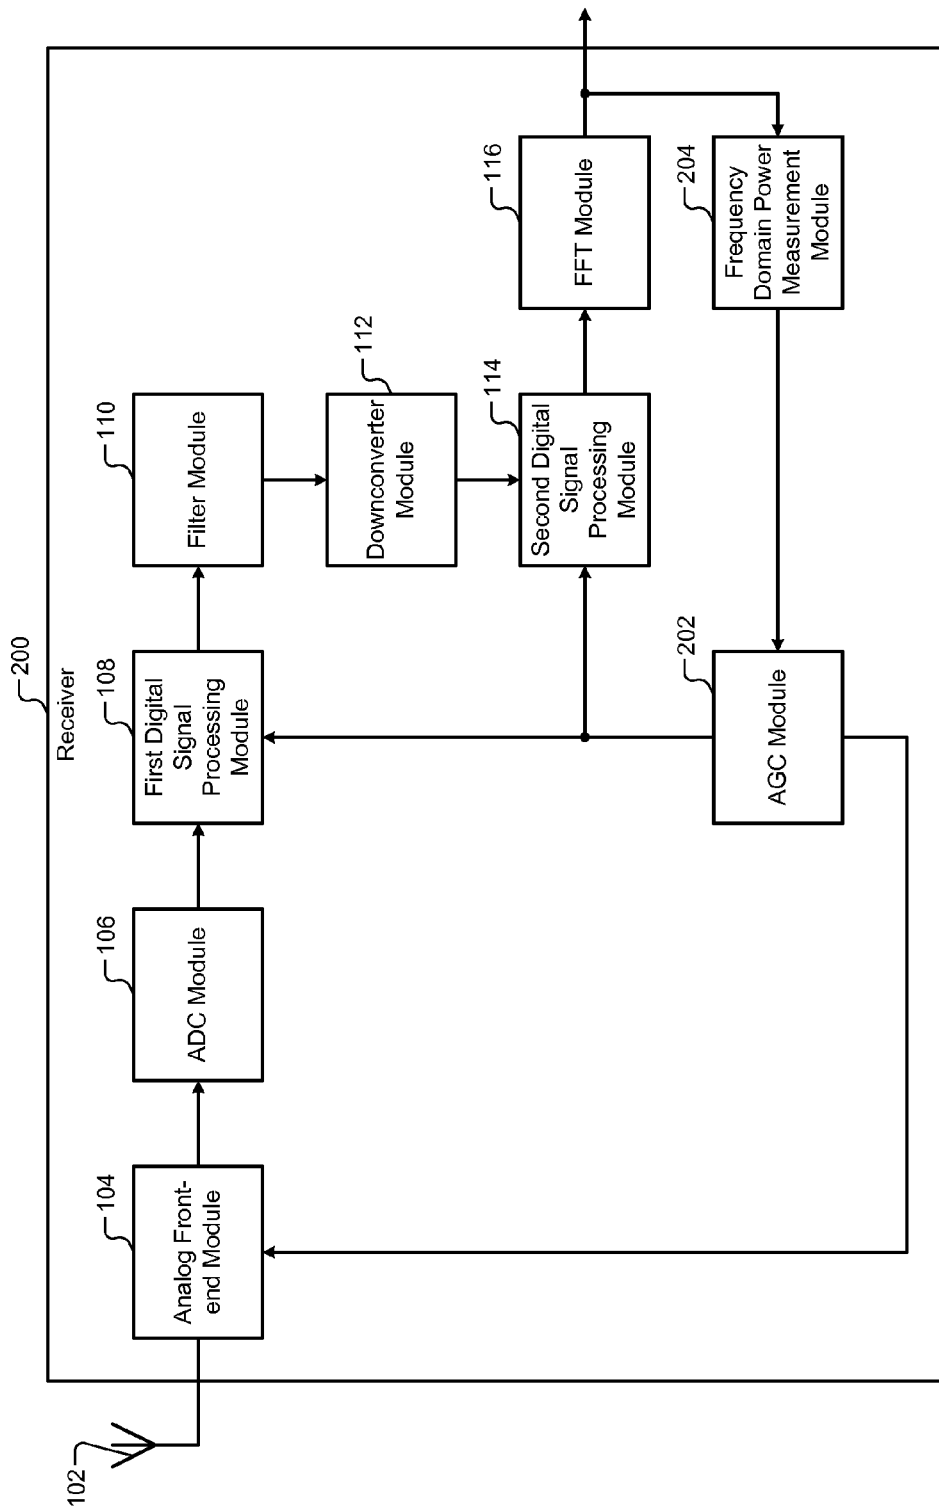 200
Receiver
102
104
Analog Front-
end Module
106
ADC Module
108
First Digital
Signal
Processing
Module
110
Filter Module
112
Downconverter
Module
114
Second Digital
Signal
Processing
Module
116
FFT Module
202
AGC Module
204
Frequency
Domain Power
Measurement
Module